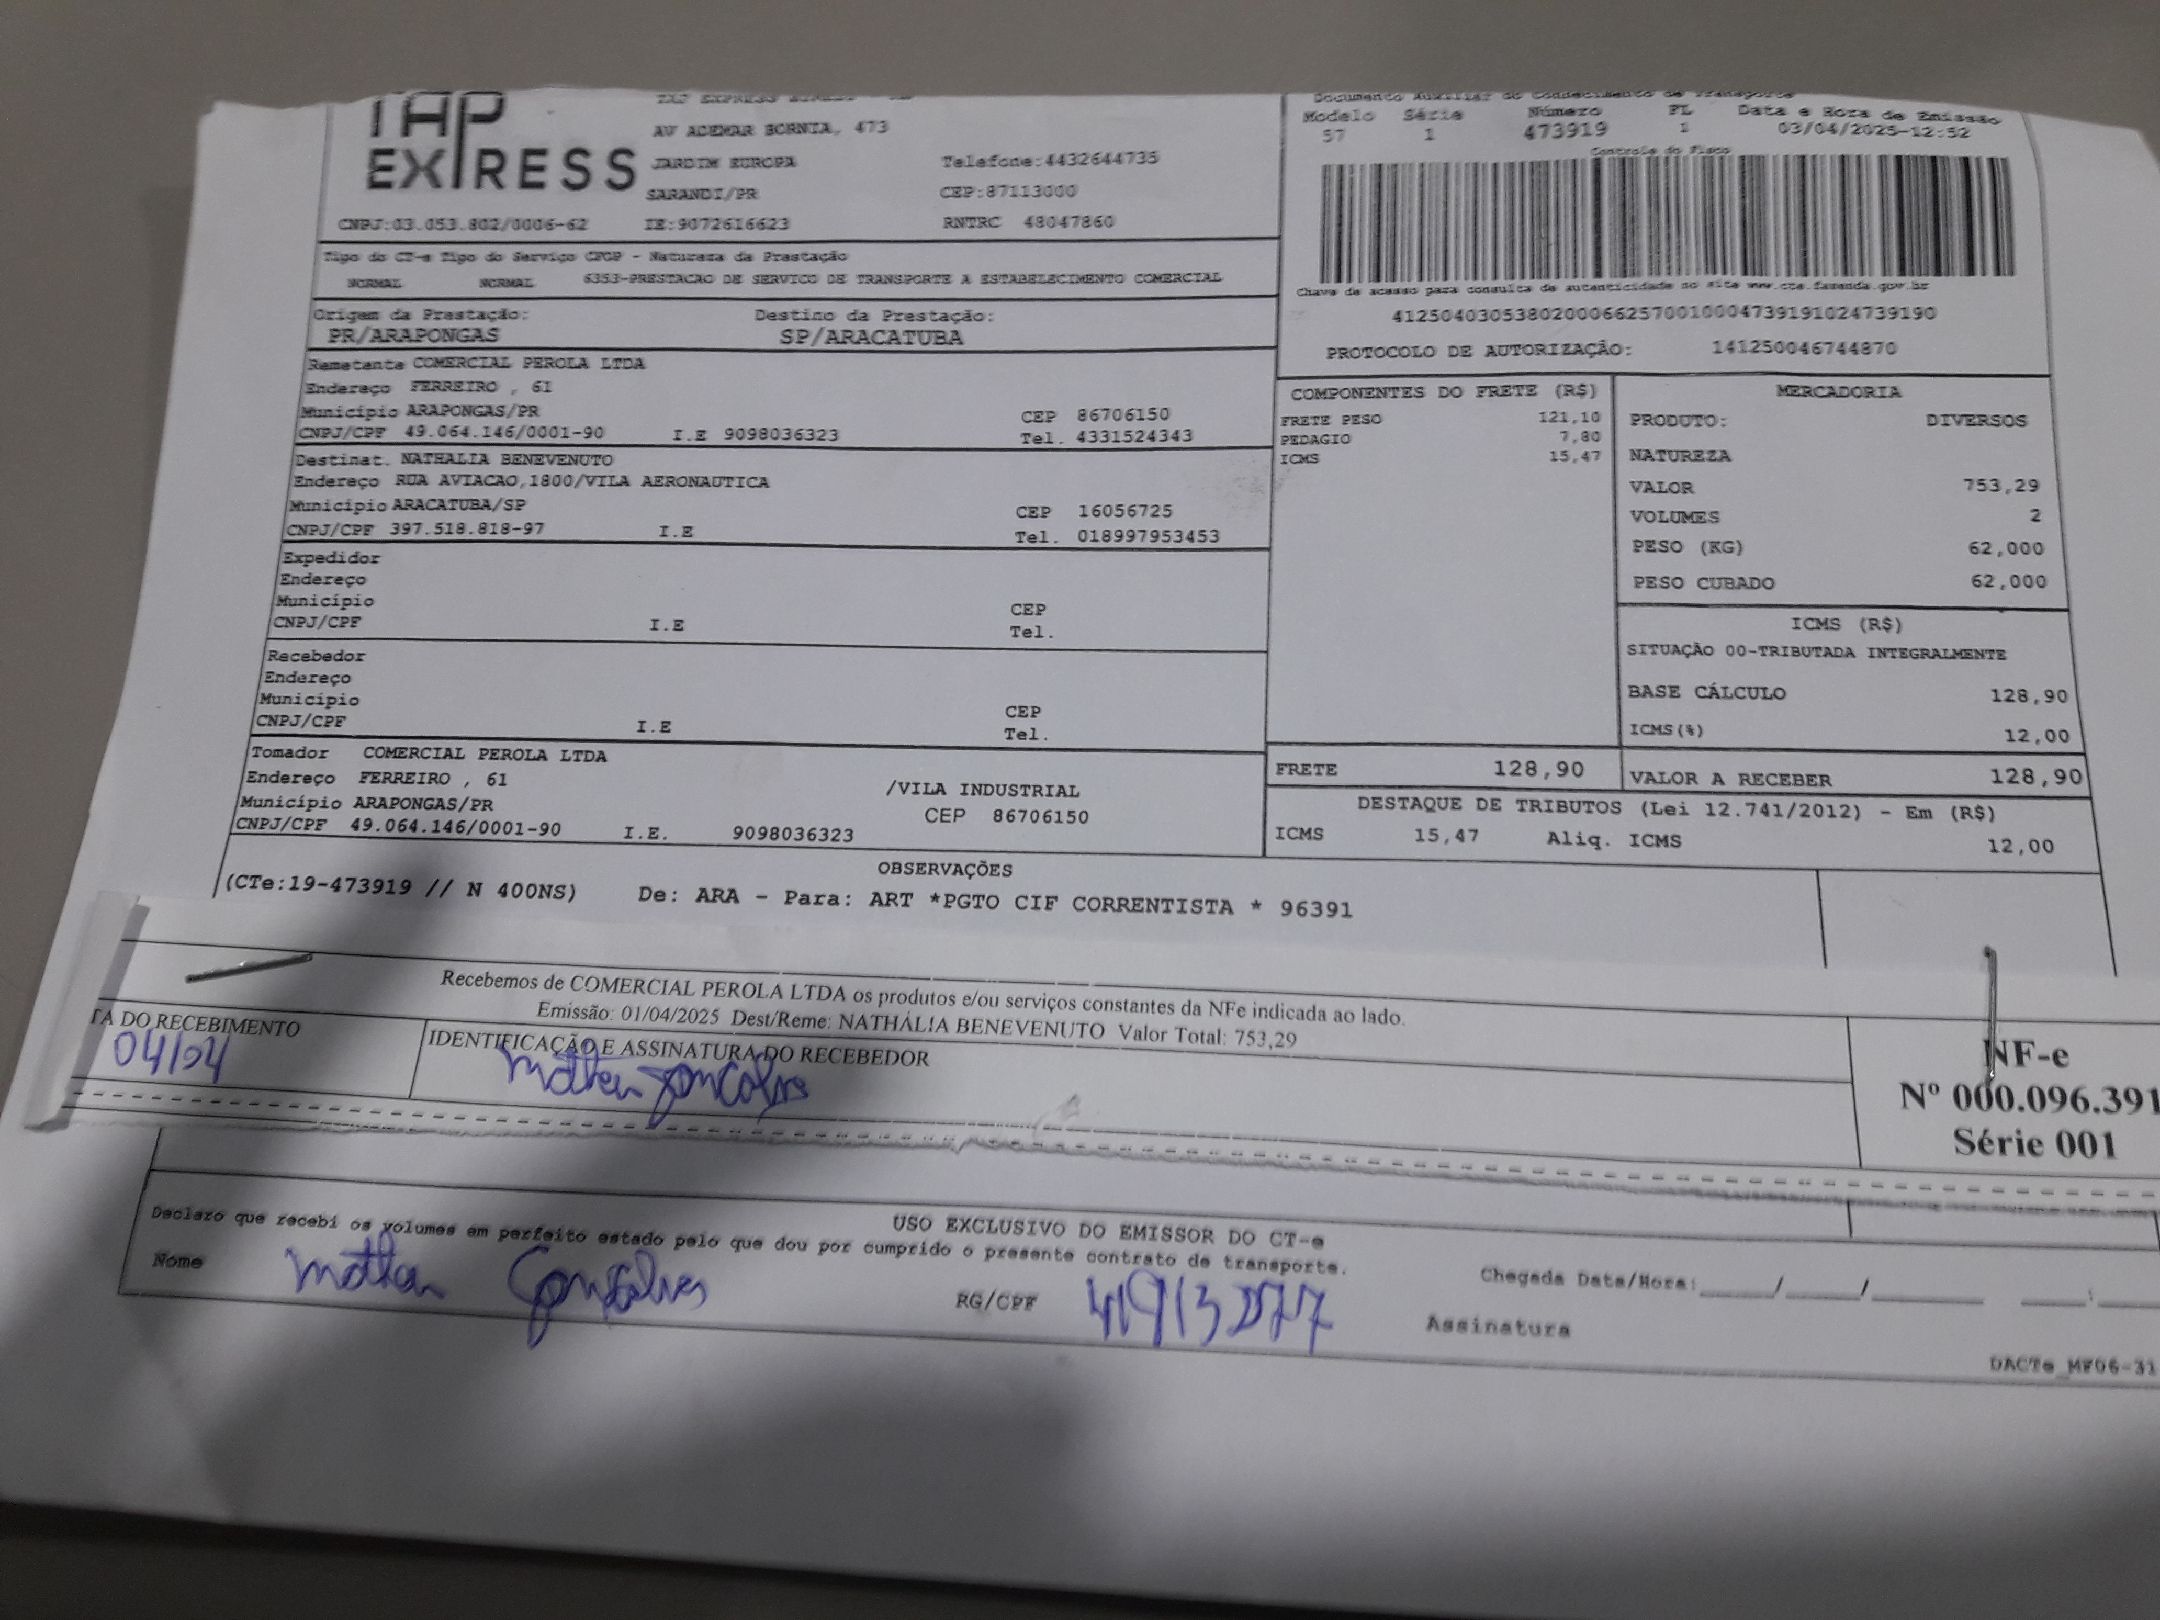 TAP
EXPRESS
TAP EXPRESS
AV ADEMAR BORNIA, 473
JARDIM EUROPA Telefone:4432644735
SARANDI/PR CEP:87113000
CNPJ:03.053.802/0006-62 IE:9072616623 RNTRC 48047860
Documento Auxiliar do Conhecimento de Transporte
Modelo Série Número FL Data e Hora de Emissão
57 1 473919 1 03/04/2025-12:52
Controle do Fisco
Chave de acesso para consulta de autenticidade no site www.cte.fazenda.gov.br
41250403053802000662570010004739191024739190
PROTOCOLO DE AUTORIZAÇÃO: 141250046744870
Tipo do CT-e Tipo do Serviço CFOP - Natureza da Prestação
NORMAL NORMAL 6353-PRESTACAO DE SERVICO DE TRANSPORTE A ESTABELECIMENTO COMERCIAL
Origem da Prestação: Destino da Prestação:
PR/ARAPONGAS SP/ARACATUBA
Remetente COMERCIAL PEROLA LTDA
Endereço FERREIRO , 61
Município ARAPONGAS/PR CEP 86706150
CNPJ/CPF 49.064.146/0001-90 I.E 9098036323 Tel. 4331524343
Destinat. NATHALIA BENEVENUTO
Endereço RUA AVIACAO,1800/VILA AERONAUTICA
Município ARACATUBA/SP CEP 16056725
CNPJ/CPF 397.518.818-97 I.E Tel. 018997953453
Expedidor
Endereço
Município CEP
CNPJ/CPF I.E Tel.
Recebedor
Endereço
Município CEP
CNPJ/CPF I.E Tel.
Tomador COMERCIAL PEROLA LTDA
Endereço FERREIRO , 61 /VILA INDUSTRIAL
Município ARAPONGAS/PR CEP 86706150
CNPJ/CPF 49.064.146/0001-90 I.E. 9098036323
COMPONENTES DO FRETE (R$)
FRETE PESO 121,10
PEDAGIO 7,80
ICMS 15,47
FRETE 128,90
MERCADORIA
PRODUTO: DIVERSOS
NATUREZA
VALOR 753,29
VOLUMES 2
PESO (KG) 62,000
PESO CUBADO 62,000
ICMS (R$)
SITUAÇÃO 00-TRIBUTADA INTEGRALMENTE
BASE CÁLCULO 128,90
ICMS(%) 12,00
VALOR A RECEBER 128,90
DESTAQUE DE TRIBUTOS (Lei 12.741/2012) - Em (R$)
ICMS 15,47 Aliq. ICMS 12,00
OBSERVAÇÕES
(CTe:19-473919 // N 400NS) De: ARA - Para: ART *PGTO CIF CORRENTISTA * 96391
Recebemos de COMERCIAL PEROLA LTDA os produtos e/ou serviços constantes da NFe indicada ao lado.
Emissão: 01/04/2025 Dest/Reme: NATHÁLIA BENEVENUTO Valor Total: 753,29
TA DO RECEBIMENTO IDENTIFICAÇÃO E ASSINATURA DO RECEBEDOR
04/04 Gonçalves
NF-e
Nº 000.096.391
Série 001
USO EXCLUSIVO DO EMISSOR DO CT-e
Declaro que recebi os volumes em perfeito estado pelo que dou por cumprido o presente contrato de transporte.
Nome Gonçalves RG/CPF Chegada Data/Hora:___/___/_____ ___:___
Assinatura
DACTe_MF06-31